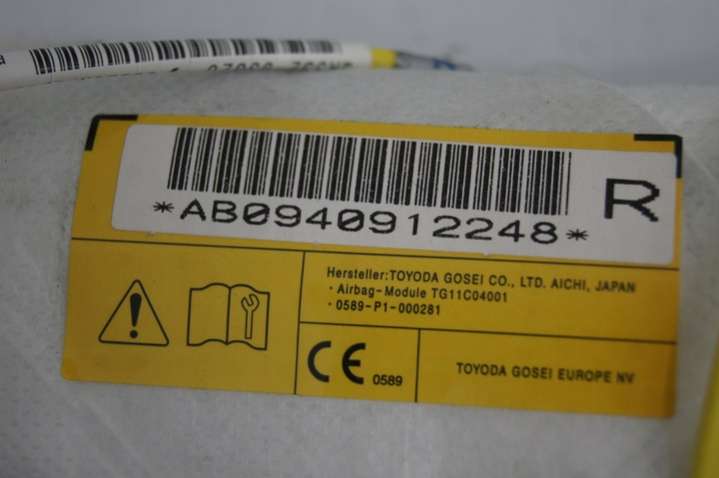 *AB0940912248*
R
Hersteller:TOYODA GOSEI CO., LTD. AICHI, JAPAN
・Airbag-Module TG11C04001
・0589-P1-000281
CE 0589
TOYODA GOSEI EUROPE NV